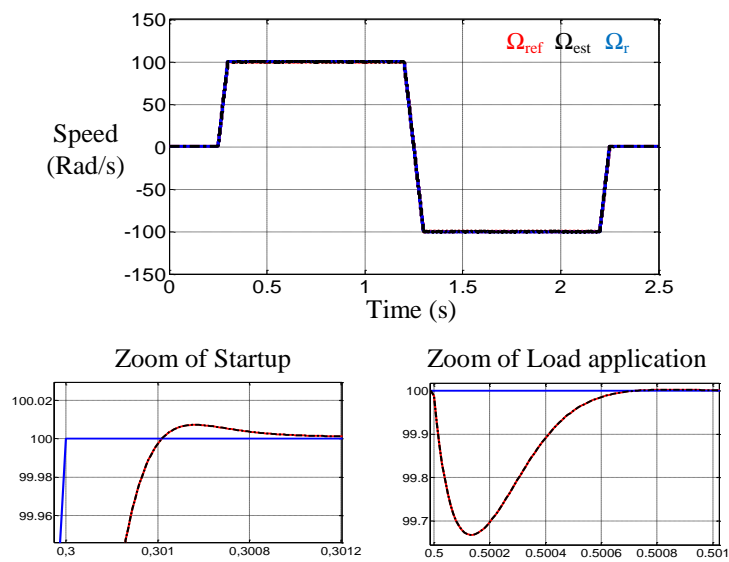 150
100
50
0
-50
-100
-150
Speed
(Rad/s)
Ωref Ωest Ωr
0 0.5 1 1.5 2 2.5
Time (s)
Zoom of Startup
100.02
100
99.98
99.96
0,3 0,301 0,3008 0,3012
Zoom of Load application
100
99.9
99.8
99.7
0.5 0.5002 0.5004 0.5006 0.5008 0.501